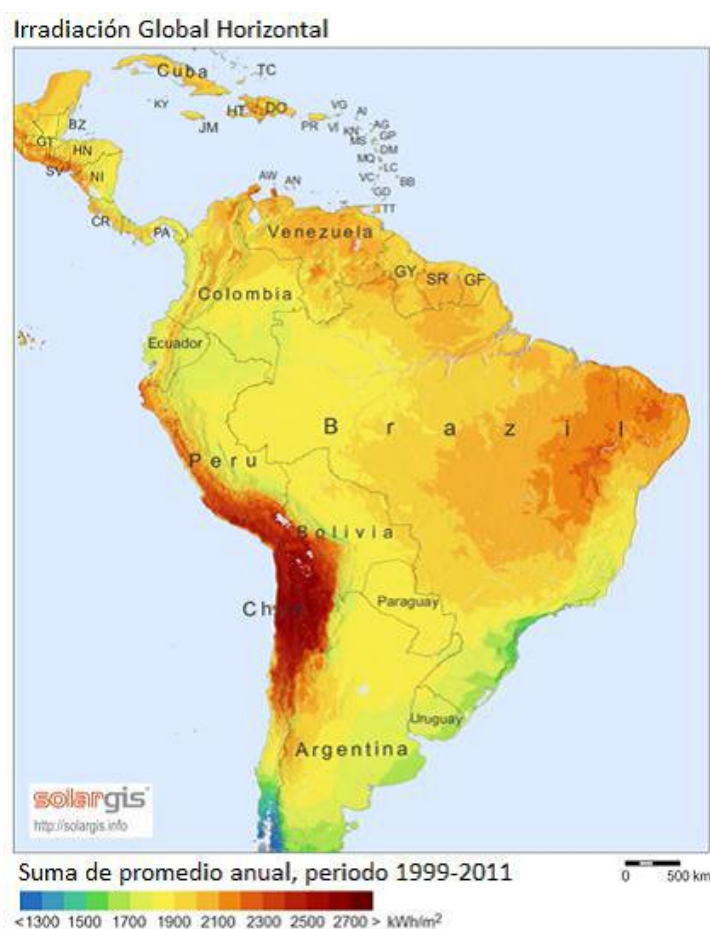 Irradiación Global Horizontal
Cuba
TC
KY
HT
DO
VG
AI
BZ
JM
PR
VI
KN
AG
GP
MS
GT
HN
DM
MQ
SV
NI
LC
AW
AN
VC
BB
GD
CR
PA
TT
Venezuela
GY
SR
GF
Colombia
Ecuador
Brazil
Peru
Bolivia
Chile
Paraguay
Uruguay
Argentina
solargis
http://solargis.info
Suma de promedio anual, periodo 1999-2011
0 500 km
<1300 1500 1700 1900 2100 2300 2500 2700 > kWh/m²